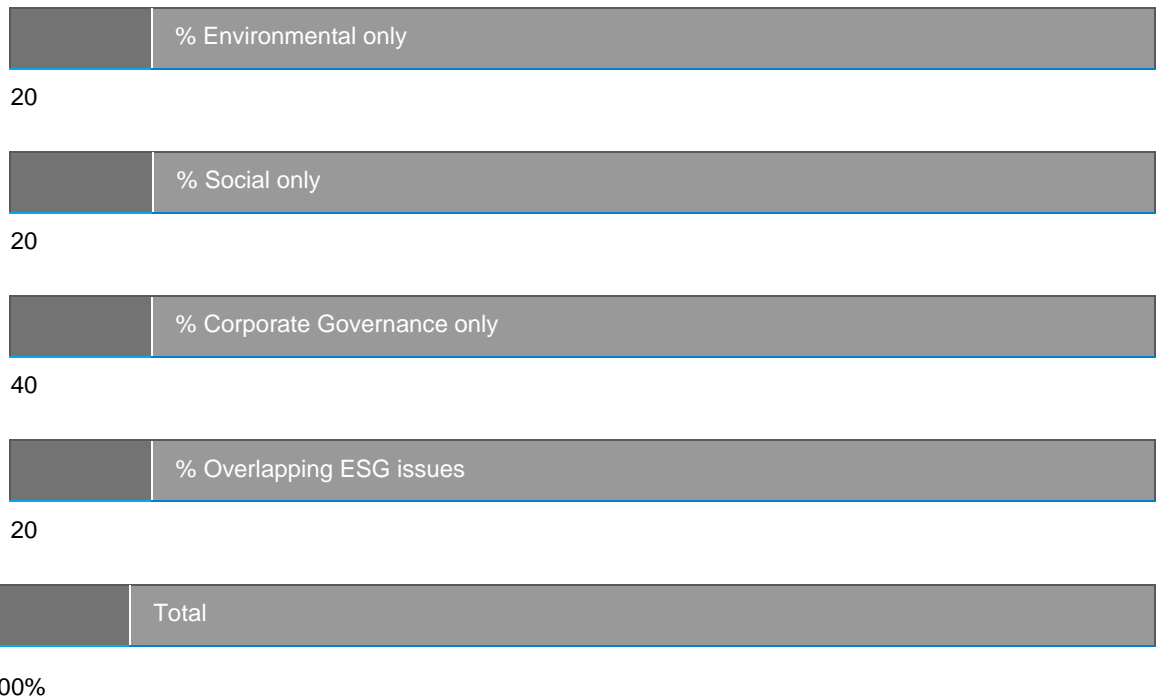 % Environmental only
20
% Social only
20
% Corporate Governance only
40
% Overlapping ESG issues
20
Total
00%